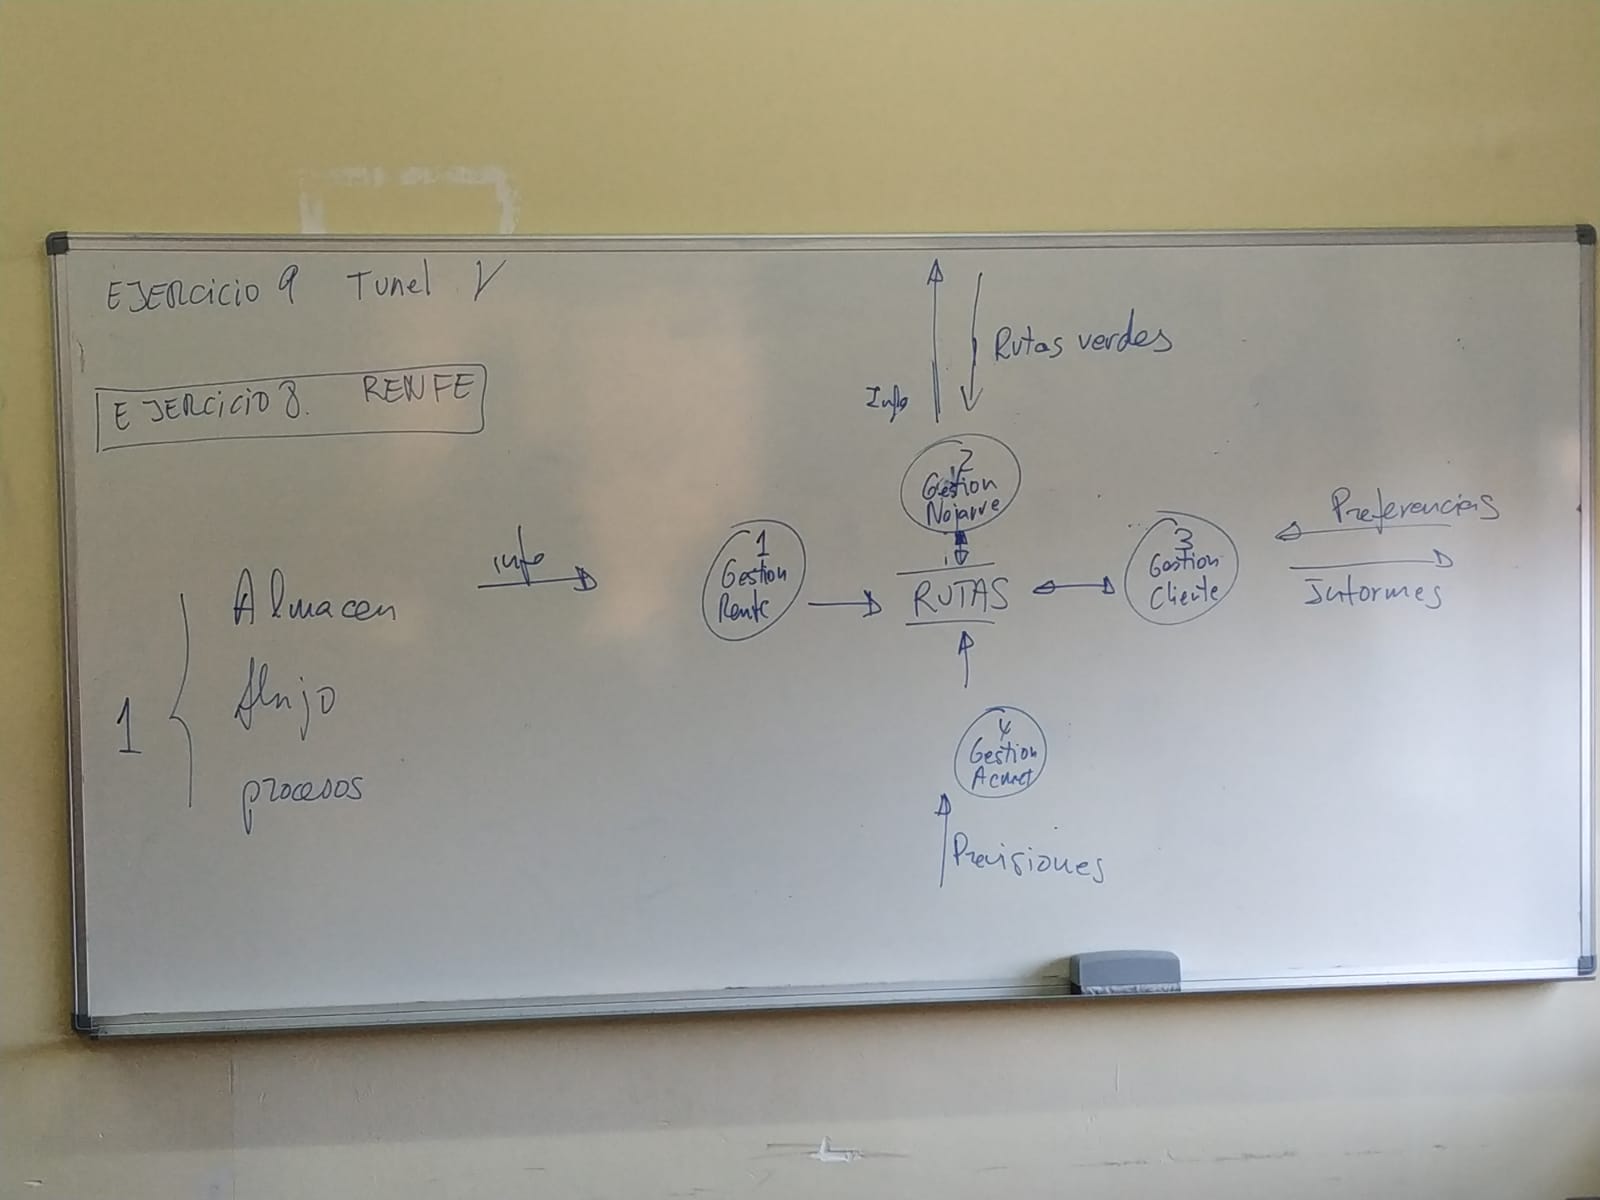 EJERCICIO 9 Tunel V
EJERCICIO 8. RENFE
Info
Rutas verdes
2
Gestion
Nojarve
info
1
Gestion
Renfe
RUTAS
3
Gestion
Cliente
Preferencias
Informes
1
Almacen
flujo
procesos
4
Gestion
Acmet
Previsiones